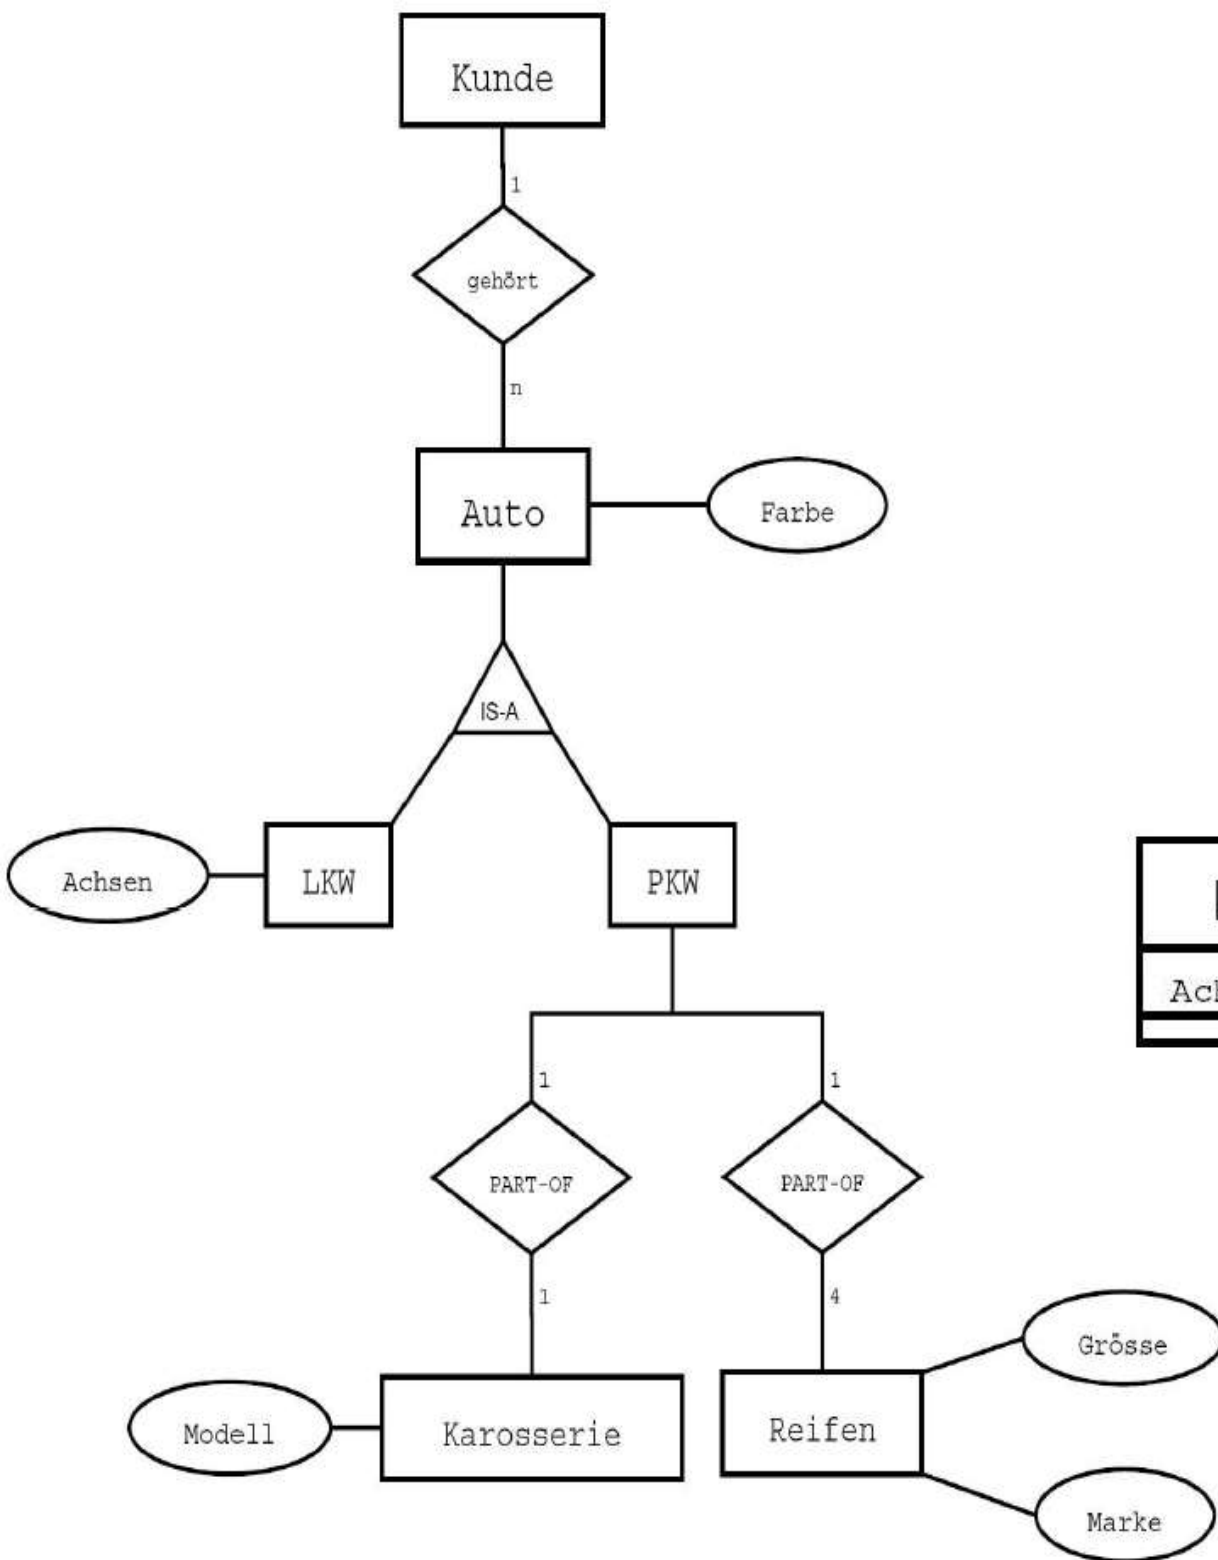 Kunde
1
gehört
n
Auto
Farbe
IS-A
Achsen
LKW
PKW
1
1
PART-OF
PART-OF
1
4
Grösse
Modell
Karosserie
Reifen
Marke